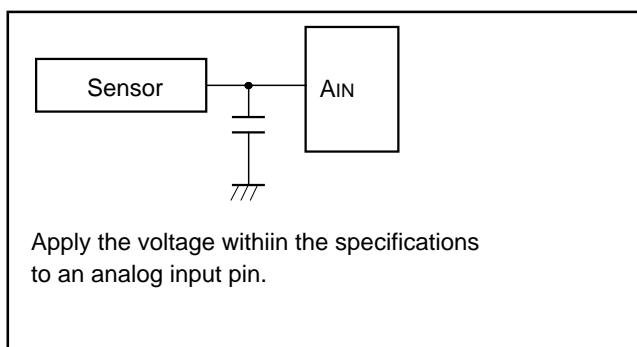 Sensor
AIN
Apply the voltage withiin the specifications
to an analog input pin.